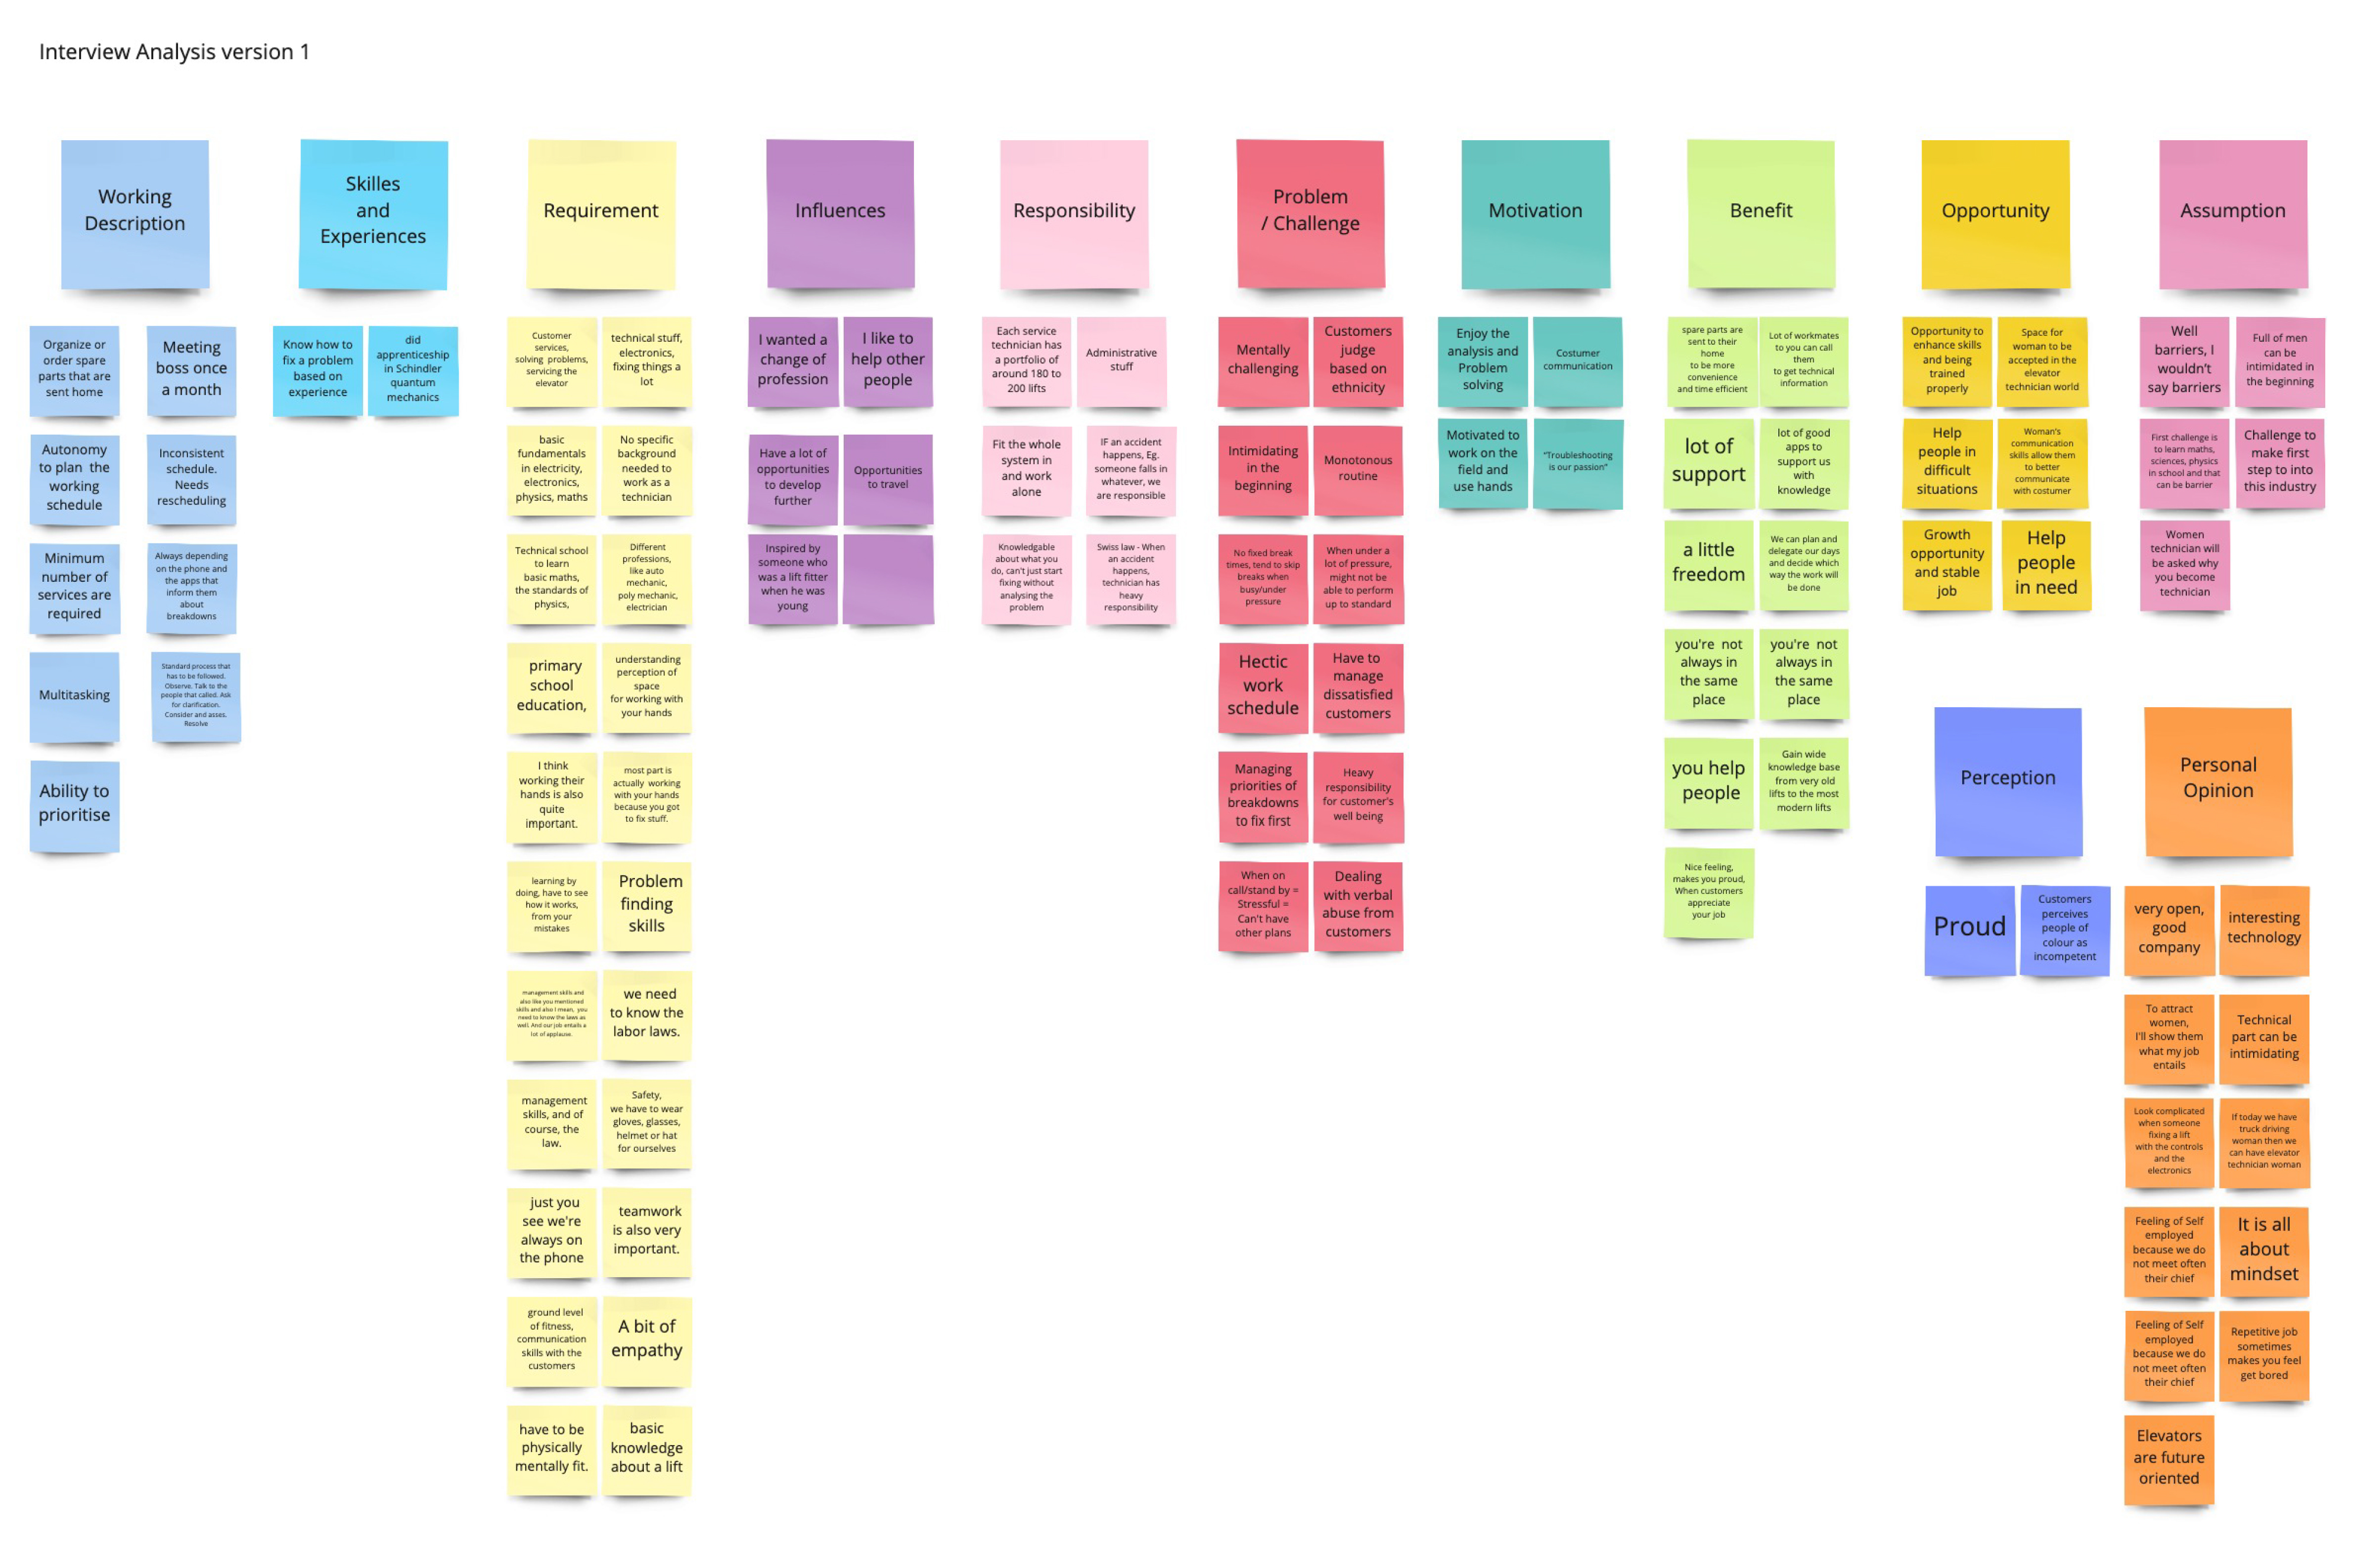 Interview Analysis version 1
Working
Description
Organize or
order spare
parts that are
sent home
Meeting
boss once
a month
Autonomy
to plan the
working
schedule
Inconsistent
schedule.
Needs
rescheduling
Minimum
number of
services are
required
Always depending
on the phone and
the apps that
inform them
about
breakdowns
Multitasking
Standard process that
has to be followed.
Observe. Talk to the
people that called. Ask
for clarification.
Consider and asses.
Resolve
Ability to
prioritise
Skilles
and
Experiences
Know how to
fix a problem
based on
experience
did
apprenticeship
in Schindler
quantum
mechanics
Requirement
Customer
services,
solving problems,
servicing the
elevator
technical stuff,
electronics,
fixing things a
lot
basic
fundamentals
in electricity,
electronics,
physics, maths
No specific
background
needed to
work as a
technician
Technical school
to learn
basic maths,
the standards of
physics,
Different
professions,
like auto
mechanic,
poly mechanic,
electrician
primary
school
education,
understanding
perception of
space
for working with
your hands
I think
working their
hands is also
quite
important.
most part is
actually working
with your hands
because you got
to fix stuff.
learning by
doing, have to see
how it works,
from your
mistakes
Problem
finding
skills
management skills and
also like you mentioned
skills and also I mean, you
need to know the laws as
well. And our job entails a
lot of applause.
we need
to know the
labor laws.
management
skills, and of
course, the
law.
Safety,
we have to wear
gloves, glasses,
helmet or hat
for ourselves
just you
see we're
always on
the phone
teamwork
is also very
important.
ground level
of fitness,
communication
skills with the
customers
A bit of
empathy
have to be
physically
mentally fit.
basic
knowledge
about a lift
Influences
I wanted a
change of
profession
I like to
help other
people
Have a lot of
opportunities
to develop
further
Opportunities
to travel
Inspired by
someone who
was a lift fitter
when he was
young
Responsibility
Each service
technician has
a portfolio of
around 180 to
200 lifts
Administrative
stuff
Fit the whole
system in
and work
alone
IF an accident
happens, Eg.
someone falls in
whatever, we
are responsible
Knowledgable
about what you
do, can't just start
fixing without
analysing the
problem
Swiss law - When
an accident
happens,
technician has
heavy
responsibility
Problem
/ Challenge
Mentally
challenging
Customers
judge
based on
ethnicity
Intimidating
in the
beginning
Monotonous
routine
No fixed break
times, tend to skip
breaks when
busy/under
pressure
When under a
lot of pressure,
might not be
able to perform
up to standard
Hectic
work
schedule
Have to
manage
dissatisfied
customers
Managing
priorities of
breakdowns
to fix first
Heavy
responsibility
for customer's
well being
When on
call/stand by =
Stressful =
Can't have
other plans
Dealing
with verbal
abuse from
customers
Motivation
Enjoy the
analysis and
Problem
solving
Costumer
communication
Motivated to
work on the
field and
use hands
"Troubleshooting
is our passion"
Benefit
spare parts are
sent to their
home
to be more
convenience
and time efficient
Lot of workmates
to you can call
them
to get technical
information
lot of
support
lot of good
apps to
support us
with
knowledge
a little
freedom
We can plan and
delegate our days
and decide which
way the work will
be done
you're not
always in
the same
place
you're not
always in
the same
place
you help
people
Gain wide
knowledge base
from very old
lifts to the most
modern lifts
Nice feeling,
makes you proud,
When customers
appreciate
your job
Opportunity
Opportunity to
enhance skills
and being
trained
properly
Space for
woman to be
accepted in the
elevator
technician world
Help
people in
difficult
situations
Woman's
communication
skills allow them
to better
communicate
with costumer
Growth
opportunity
and stable
job
Help
people
in need
Assumption
Well
barriers, I
wouldn't
say barriers
Full of men
can be
intimidated in
the beginning
First challenge is
to learn maths,
sciences, physics
in school and that
can be barrier
Challenge to
make first
step to into
this industry
Women
technician will
be asked why
you become
technician
Perception
Proud
Customers
perceives
people of
colour as
incompetent
Personal
Opinion
very open,
good
company
interesting
technology
To attract
women,
I'll show them
what my job
entails
Technical
part can be
intimidating
Look complicated
when someone
fixing a lift
with the controls
and the
electronics
If today we have
truck driving
woman then we
can have elevator
technician woman
Feeling of Self
employed
because we do
not meet often
their chief
It is all
about
mindset
Feeling of Self
employed
because we do
not meet often
their chief
Repetitive job
sometimes
makes you feel
get bored
Elevators
are future
oriented